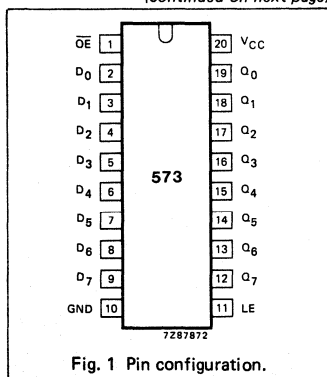 (continued on next page)
OE 1 20 VCC
D0 2 19 Q0
D1 3 18 Q1
D2 4 17 Q2
D3 5 16 Q3
573
D4 6 15 Q4
D5 7 14 Q5
D6 8 13 Q6
D7 9 12 Q7
GND 10 11 LE
7Z87872
Fig. 1 Pin configuration.